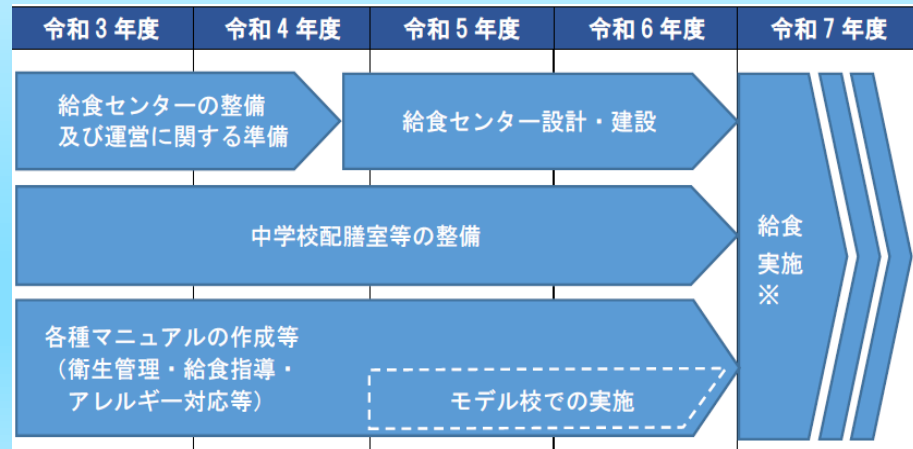 令和３年度
令和４年度
令和５年度
令和６年度
令和７年度
給食センターの整備
及び運営に関する準備
給食センター設計・建設
中学校配膳室等の整備
各種マニュアルの作成等
（衛生管理・給食指導・
アレルギー対応等）
モデル校での実施
給食
実施
※